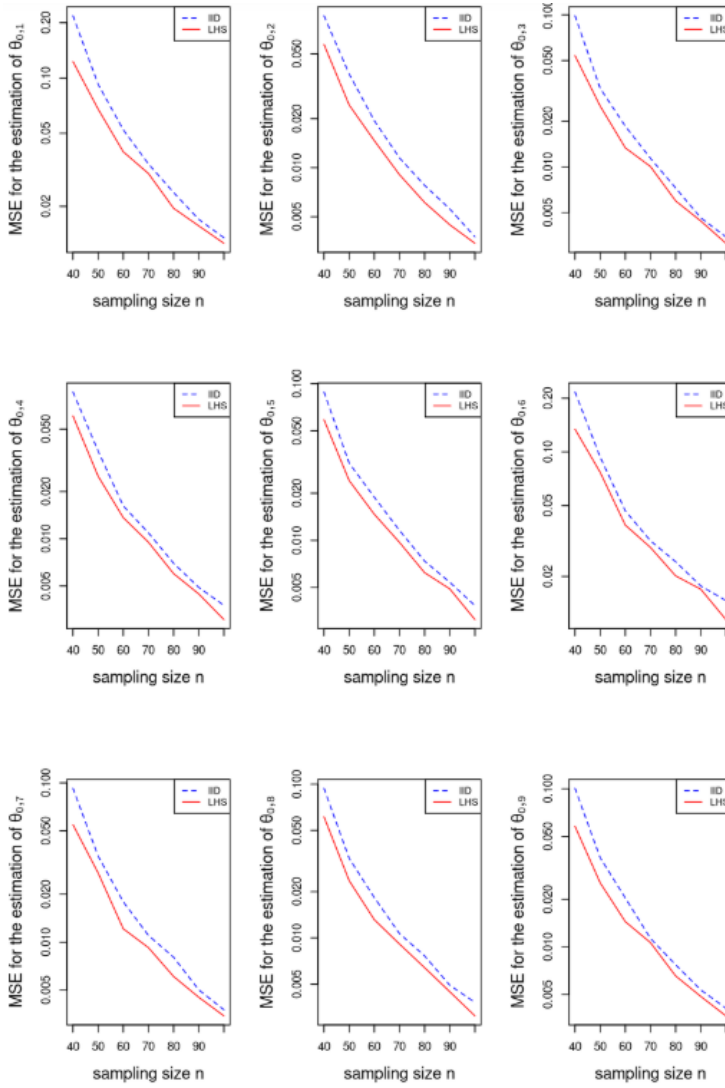 MSE for the estimation of θ₀,₁
0.20
0.10
0.05
0.02
IID
LHS
40 50 60 70 80 90
sampling size n
MSE for the estimation of θ₀,₂
0.050
0.020
0.010
0.005
IID
LHS
40 50 60 70 80 90
sampling size n
MSE for the estimation of θ₀,₃
0.100
0.050
0.020
0.010
0.005
IID
LHS
40 50 60 70 80 90
sampling size n
MSE for the estimation of θ₀,₄
0.050
0.020
0.010
0.005
IID
LHS
40 50 60 70 80 90
sampling size n
MSE for the estimation of θ₀,₅
0.100
0.050
0.020
0.010
0.005
IID
LHS
40 50 60 70 80 90
sampling size n
MSE for the estimation of θ₀,₆
0.20
0.10
0.05
0.02
IID
LHS
40 50 60 70 80 90
sampling size n
MSE for the estimation of θ₀,₇
0.100
0.050
0.020
0.010
0.005
IID
LHS
40 50 60 70 80 90
sampling size n
MSE for the estimation of θ₀,₈
0.100
0.050
0.020
0.010
0.005
IID
LHS
40 50 60 70 80 90
sampling size n
MSE for the estimation of θ₀,₉
0.100
0.050
0.020
0.010
0.005
IID
LHS
40 50 60 70 80 90
sampling size n